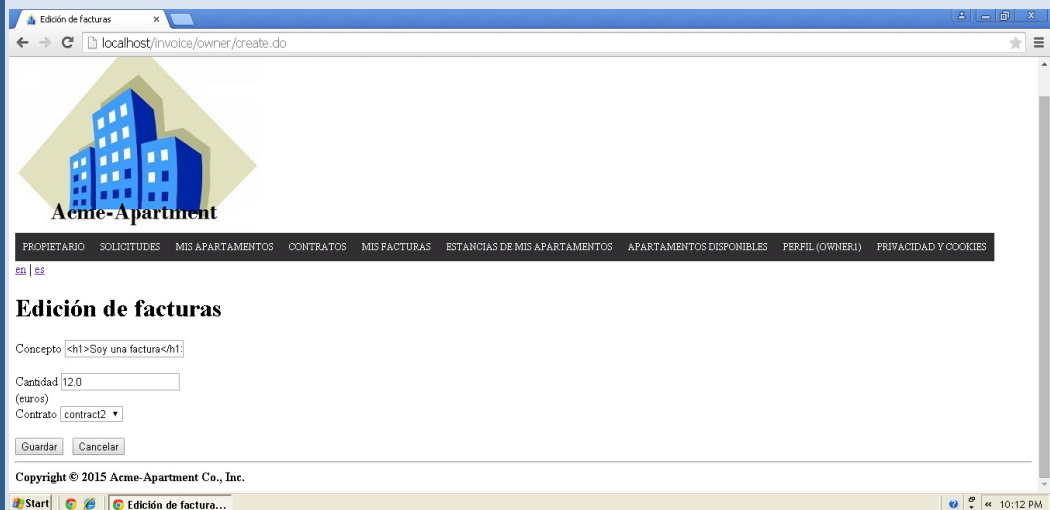 Edición de facturas
localhost/invoice/owner/create.do
Acme-Apartment
PROPIETARIO SOLICITUDES MIS APARTAMENTOS CONTRATOS MIS FACTURAS ESTANCIAS DE MIS APARTAMENTOS APARTAMENTOS DISPONIBLES PERFIL (OWNER1) PRIVACIDAD Y COOKIES
en | es
Edición de facturas
Concepto <h1>Soy una factura</h1
Cantidad 12.0
(euros)
Contrato contract2
Guardar Cancelar
Copyright © 2015 Acme-Apartment Co., Inc.
Start Edición de factura... « 10:12 PM